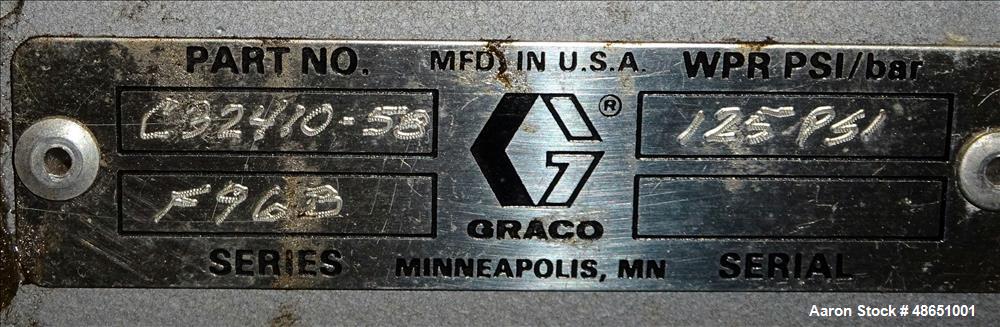 PART NO. MFD. IN U.S.A. WPR PSI/bar
C32410-58 ® 125 PSI
F96B
GRACO
SERIES MINNEAPOLIS, MN SERIAL
Aaron Stock # 48651001